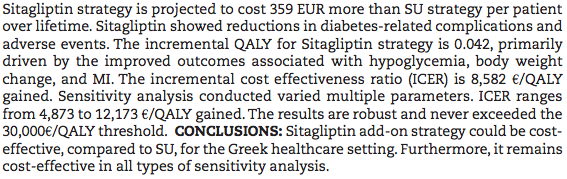 Sitagliptin strategy is projected to cost 359 EUR more than SU strategy per patient
over lifetime. Sitagliptin showed reductions in diabetes-related complications and
adverse events. The incremental QALY for Sitagliptin strategy is 0.042, primarily
driven by the improved outcomes associated with hypoglycemia, body weight
change, and MI. The incremental cost effectiveness ratio (ICER) is 8,582 €/QALY
gained. Sensitivity analysis conducted varied multiple parameters. ICER ranges
from 4,873 to 12,173 €/QALY gained. The results are robust and never exceeded the
30,000€/QALY threshold. CONCLUSIONS: Sitagliptin add-on strategy could be cost-
effective, compared to SU, for the Greek healthcare setting. Furthermore, it remains
cost-effective in all types of sensitivity analysis.